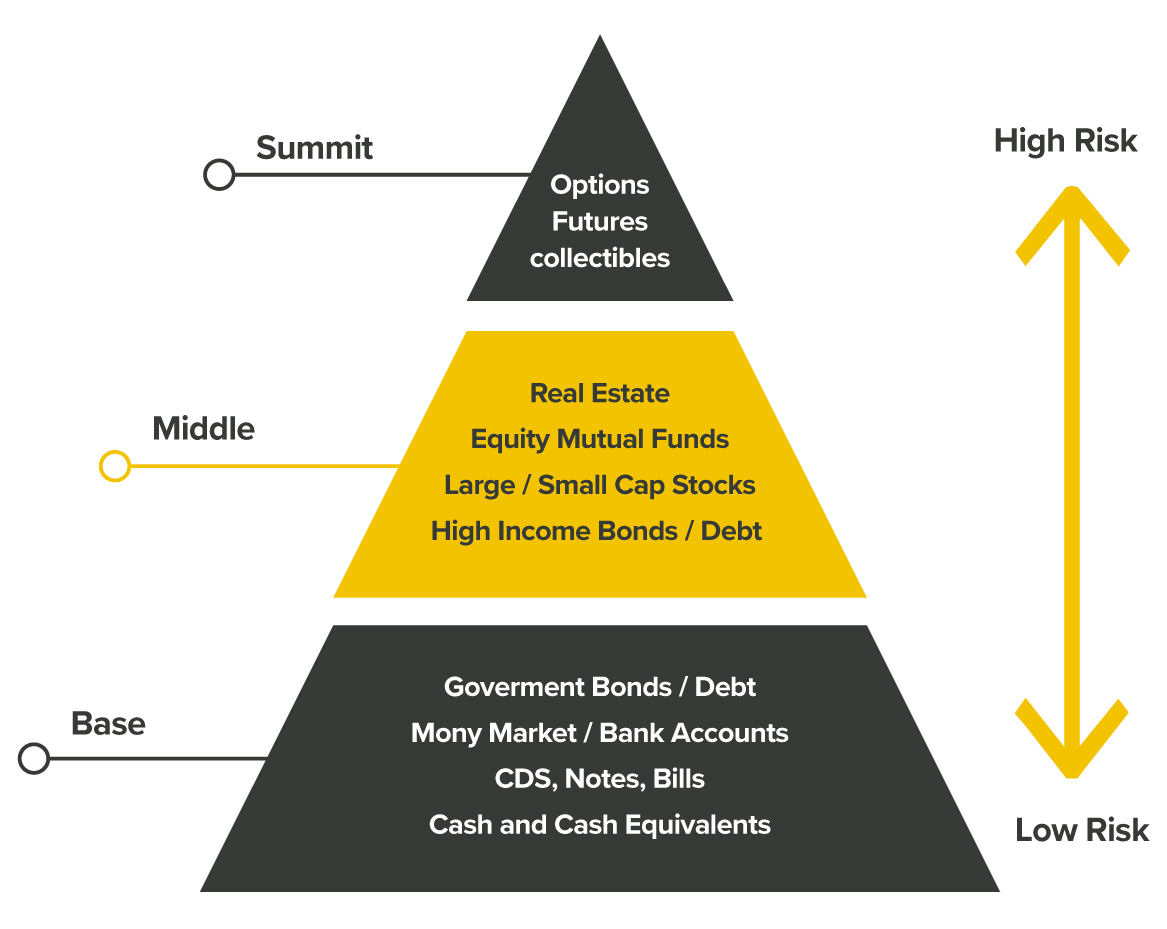 Summit
High Risk
Options
Futures
collectibles
Middle
Real Estate
Equity Mutual Funds
Large / Small Cap Stocks
High Income Bonds / Debt
Base
Goverment Bonds / Debt
Mony Market / Bank Accounts
CDS, Notes, Bills
Cash and Cash Equivalents
Low Risk